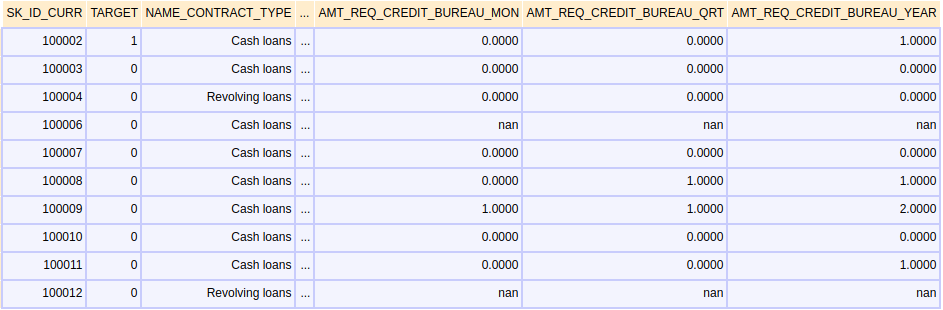 SK_ID_CURR TARGET NAME_CONTRACT_TYPE ... AMT_REQ_CREDIT_BUREAU_MON AMT_REQ_CREDIT_BUREAU_QRT AMT_REQ_CREDIT_BUREAU_YEAR
100002 1 Cash loans ... 0.0000 0.0000 1.0000
100003 0 Cash loans ... 0.0000 0.0000 0.0000
100004 0 Revolving loans ... 0.0000 0.0000 0.0000
100006 0 Cash loans ... nan nan nan
100007 0 Cash loans ... 0.0000 0.0000 0.0000
100008 0 Cash loans ... 0.0000 1.0000 1.0000
100009 0 Cash loans ... 1.0000 1.0000 2.0000
100010 0 Cash loans ... 0.0000 0.0000 0.0000
100011 0 Cash loans ... 0.0000 0.0000 1.0000
100012 0 Revolving loans ... nan nan nan